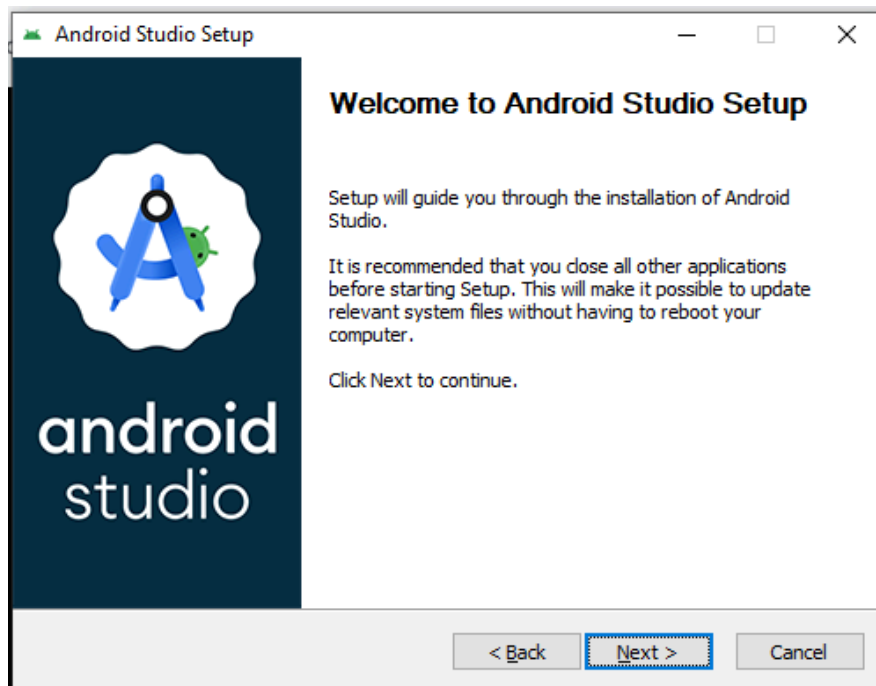 Android Studio Setup
Welcome to Android Studio Setup
Setup will guide you through the installation of Android
Studio.
It is recommended that you close all other applications
before starting Setup. This will make it possible to update
relevant system files without having to reboot your
computer.
Click Next to continue.
android
studio
< Back Next > Cancel